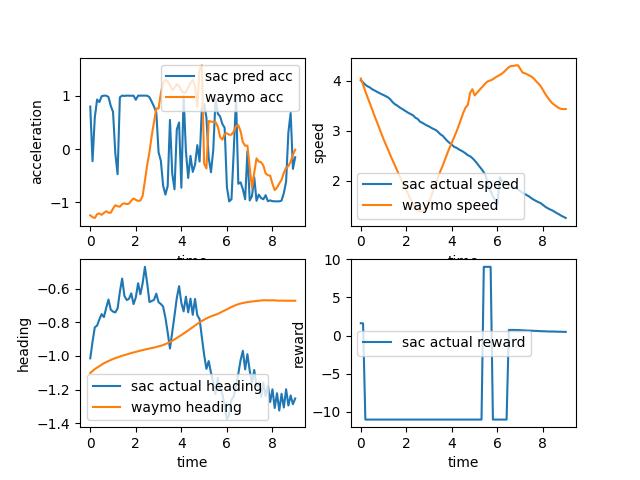 acceleration
1
0
−1
0
2
4
6
8
time
sac pred acc
waymo acc
speed
4
3
2
0
2
4
6
8
time
sac actual speed
waymo speed
heading
−0.6
−0.8
−1.0
−1.2
−1.4
0
2
4
6
8
time
sac actual heading
waymo heading
reward
10
5
0
−5
−10
0
2
4
6
8
time
sac actual reward